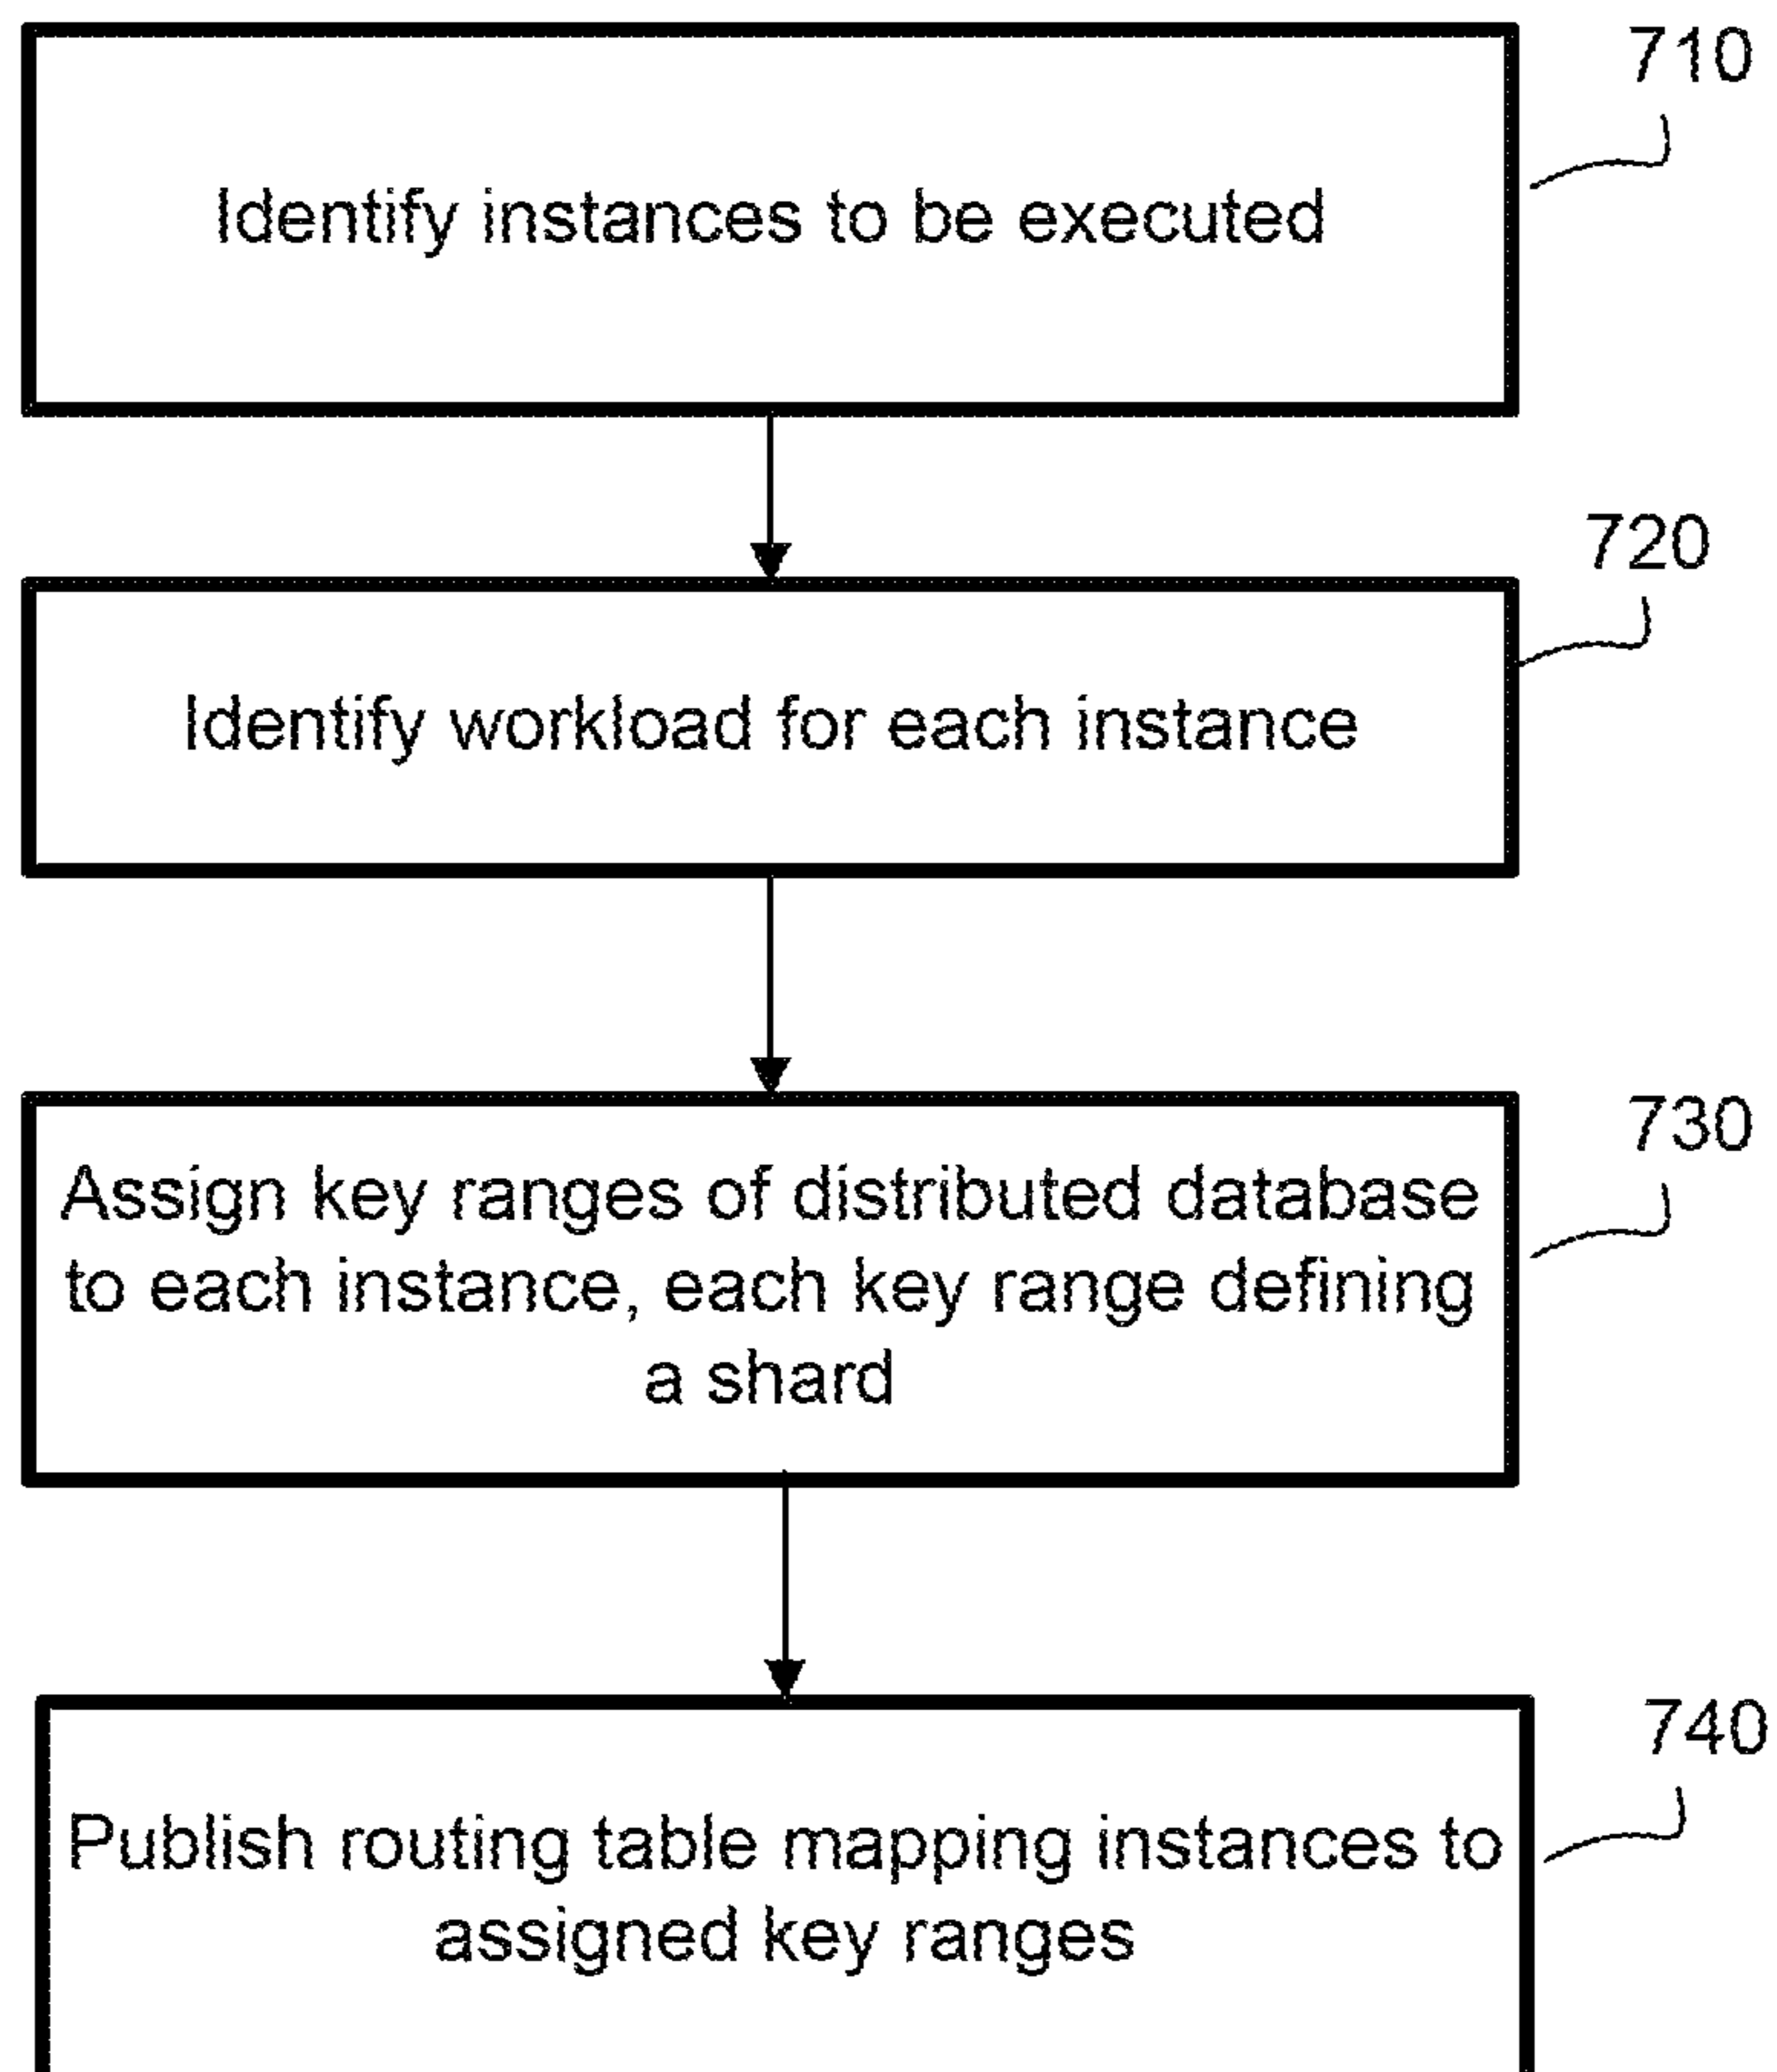 710
Identify instances to be executed
720
Identify workload for each instance
730
Assign key ranges of distributed database
to each instance, each key range defining
a shard
740
Publish routing table mapping instances to
assigned key ranges